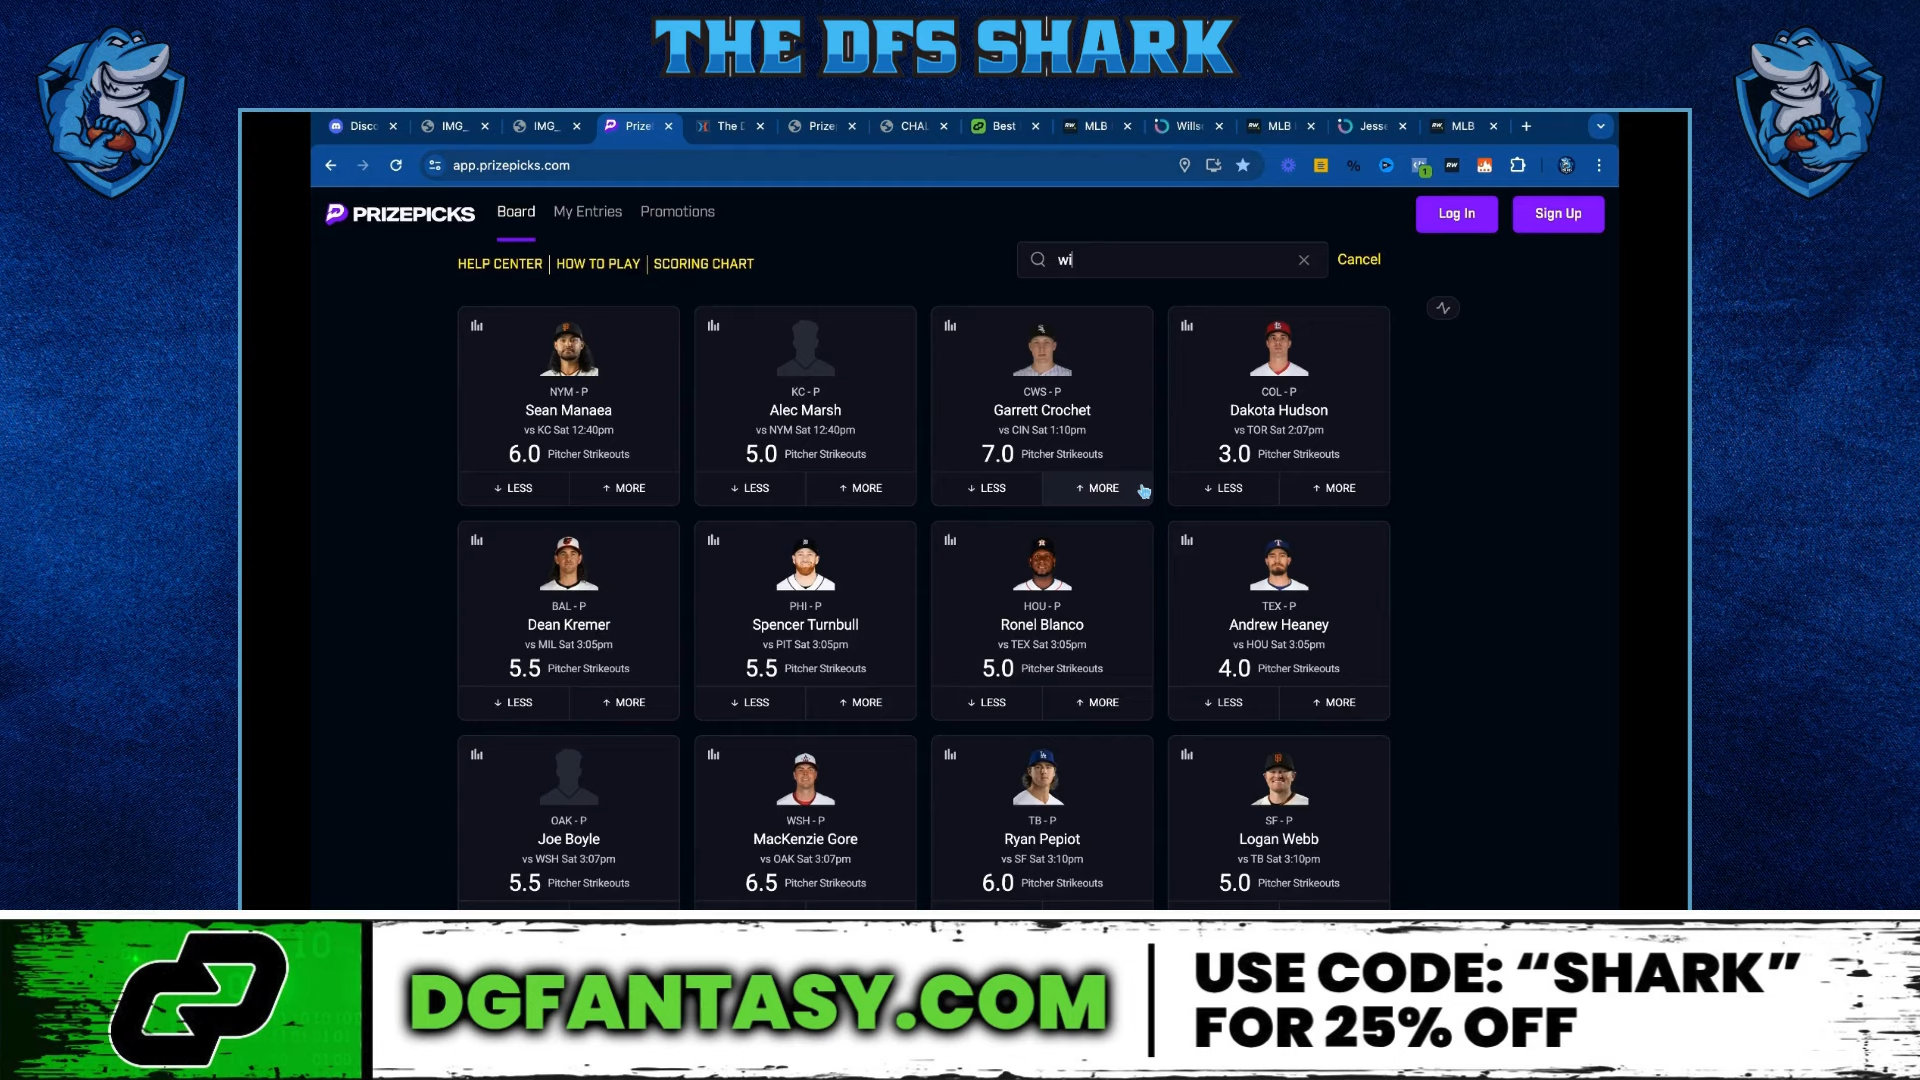 THE DFS SHARK
Disco
IMG_
IMG_
Prize
The D
Prize
CHAL
Best
MLB
Wills
MLB
Jess
MLB
app.prizepicks.com
1
PRIZEPICKS
Board
My Entries
Promotions
Log In
Sign Up
HELP CENTER
HOW TO PLAY
SCORING CHART
wi
Cancel
NYM - P
Sean Manaea
vs KC Sat 12:40pm
6.0 Pitcher Strikeouts
↓ LESS
↑ MORE
KC - P
Alec Marsh
vs NYM Sat 12:40pm
5.0 Pitcher Strikeouts
↓ LESS
↑ MORE
CWS - P
Garrett Crochet
vs CIN Sat 1:10pm
7.0 Pitcher Strikeouts
↓ LESS
↑ MORE
COL - P
Dakota Hudson
vs TOR Sat 2:07pm
3.0 Pitcher Strikeouts
↓ LESS
↑ MORE
BAL - P
Dean Kremer
vs MIL Sat 3:05pm
5.5 Pitcher Strikeouts
↓ LESS
↑ MORE
PHI - P
Spencer Turnbull
vs PIT Sat 3:05pm
5.5 Pitcher Strikeouts
↓ LESS
↑ MORE
HOU - P
Ronel Blanco
vs TEX Sat 3:05pm
5.0 Pitcher Strikeouts
↓ LESS
↑ MORE
TEX - P
Andrew Heaney
vs HOU Sat 3:05pm
4.0 Pitcher Strikeouts
↓ LESS
↑ MORE
OAK - P
Joe Boyle
vs WSH Sat 3:07pm
5.5 Pitcher Strikeouts
WSH - P
MacKenzie Gore
vs OAK Sat 3:07pm
6.5 Pitcher Strikeouts
TB - P
Ryan Pepiot
vs SF Sat 3:10pm
6.0 Pitcher Strikeouts
SF - P
Logan Webb
vs TB Sat 3:10pm
5.0 Pitcher Strikeouts
DGFANTASY.COM
USE CODE: “SHARK”
FOR 25% OFF